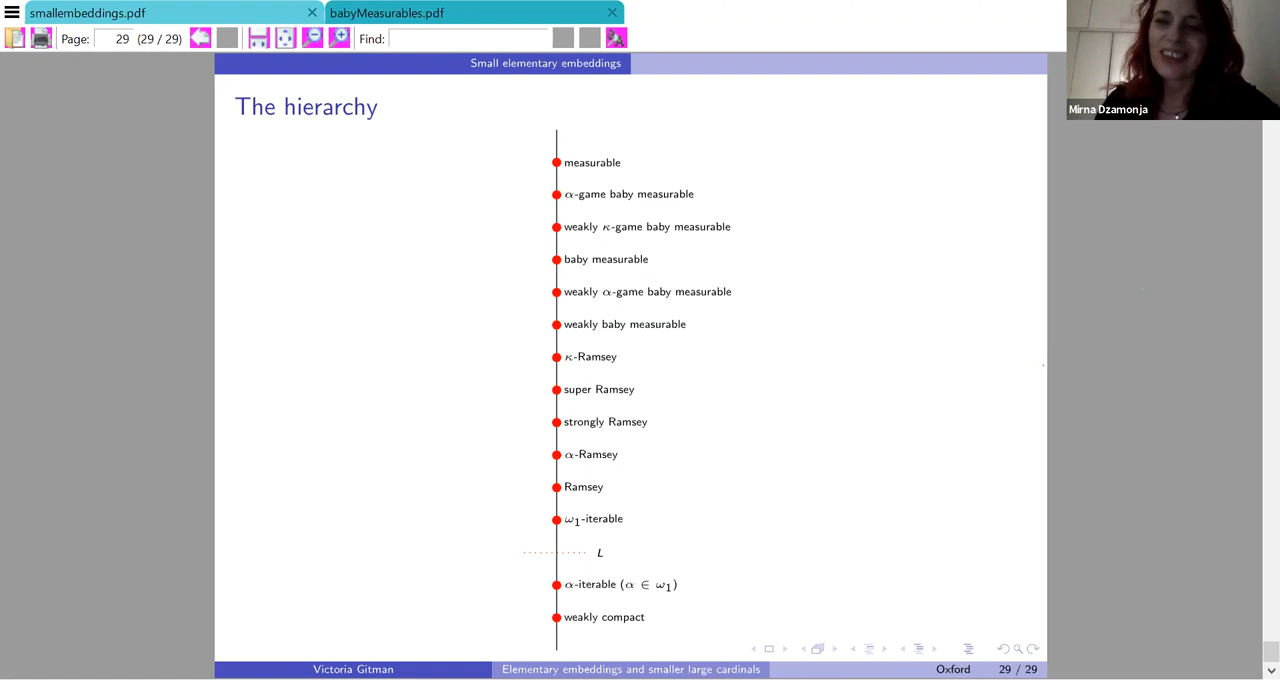 smallembeddings.pdf
babyMeasurables.pdf
Page: 29 (29 / 29) Find:
Mirna Dzamonja
Small elementary embeddings
The hierarchy
measurable
α-game baby measurable
weakly κ-game baby measurable
baby measurable
weakly α-game baby measurable
weakly baby measurable
κ-Ramsey
super Ramsey
strongly Ramsey
α-Ramsey
Ramsey
ω₁-iterable
L
α-iterable (α ∈ ω₁)
weakly compact
Victoria Gitman Elementary embeddings and smaller large cardinals Oxford 29 / 29